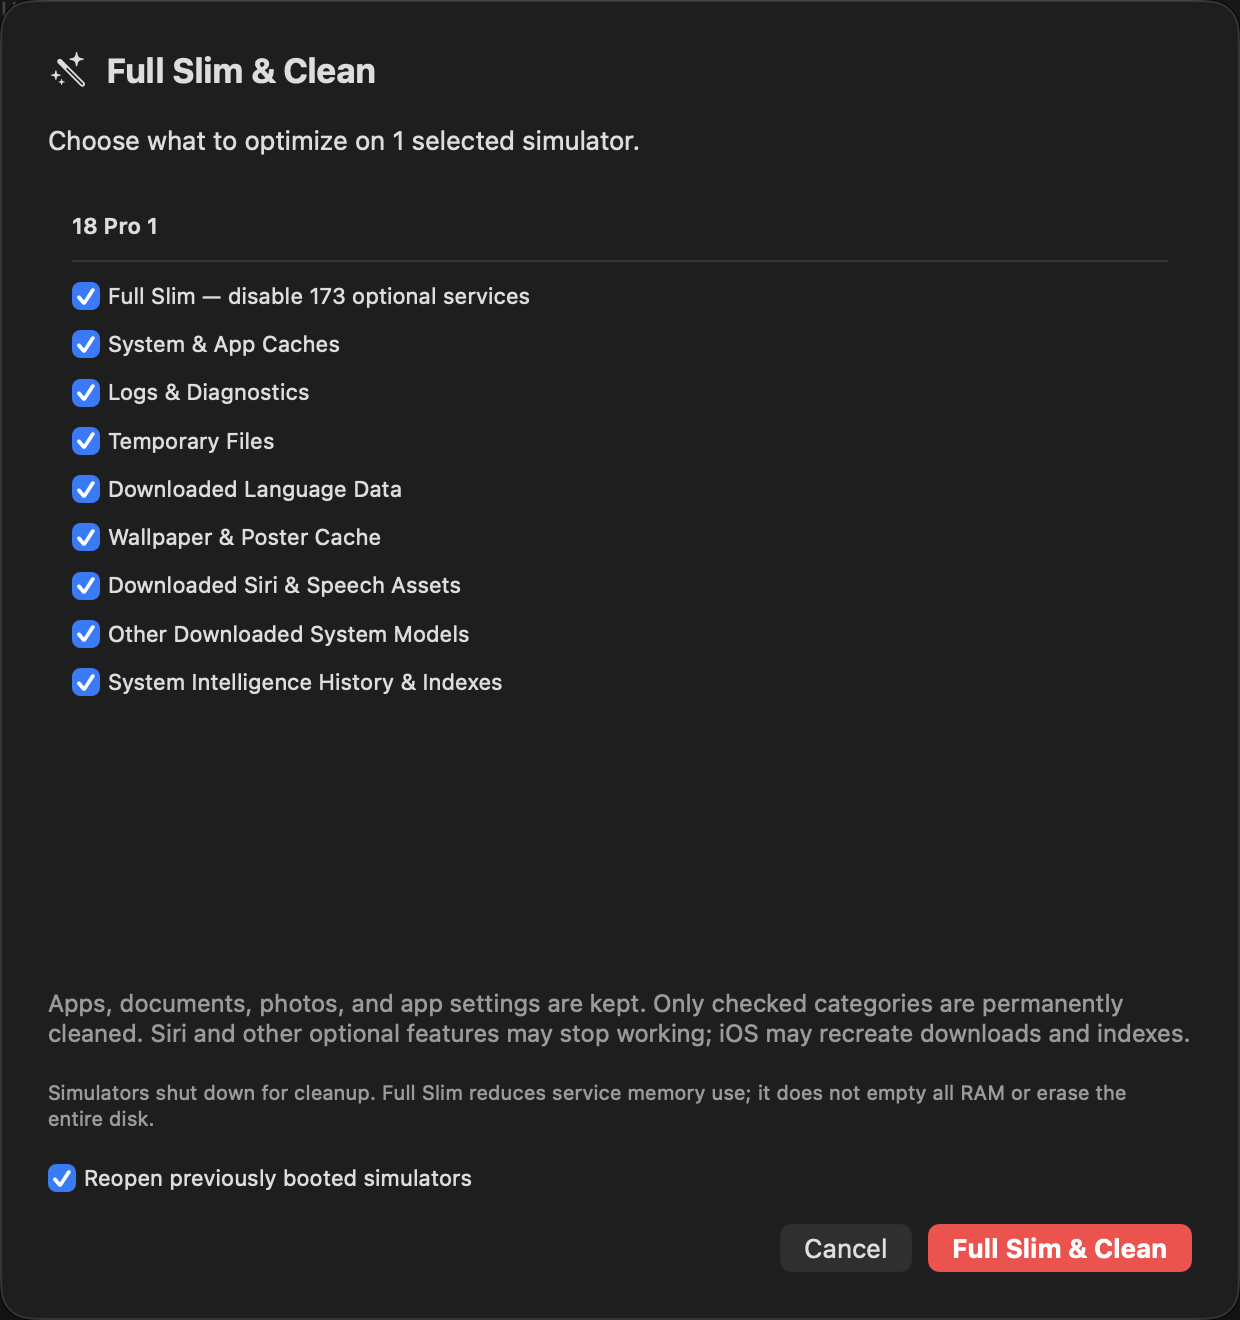 Full Slim & Clean
Choose what to optimize on 1 selected simulator.
18 Pro 1
Full Slim — disable 173 optional services
System & App Caches
Logs & Diagnostics
Temporary Files
Downloaded Language Data
Wallpaper & Poster Cache
Downloaded Siri & Speech Assets
Other Downloaded System Models
System Intelligence History & Indexes
Apps, documents, photos, and app settings are kept. Only checked categories are permanently
cleaned. Siri and other optional features may stop working; iOS may recreate downloads and indexes.
Simulators shut down for cleanup. Full Slim reduces service memory use; it does not empty all RAM or erase the
entire disk.
Reopen previously booted simulators
Cancel
Full Slim & Clean